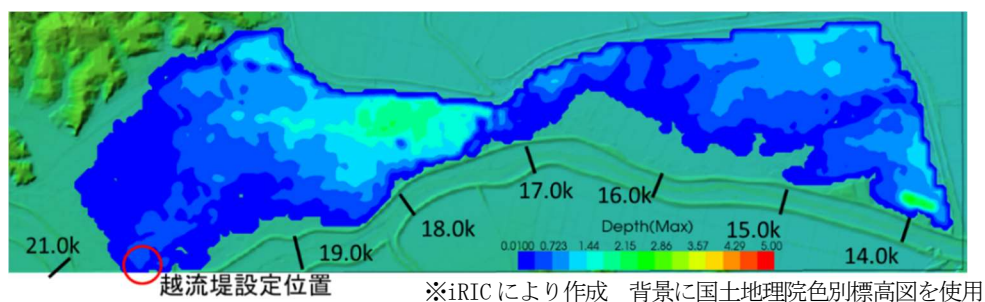 17.0k
16.0k
18.0k
15.0k
Depth(Max)
21.0k
19.0k
0.0100 0.723 1.44 2.15 2.86 3.57 4.29 5.00
14.0k
越流堤設定位置
※iRICにより作成　背景に国土地理院色別標高図を使用